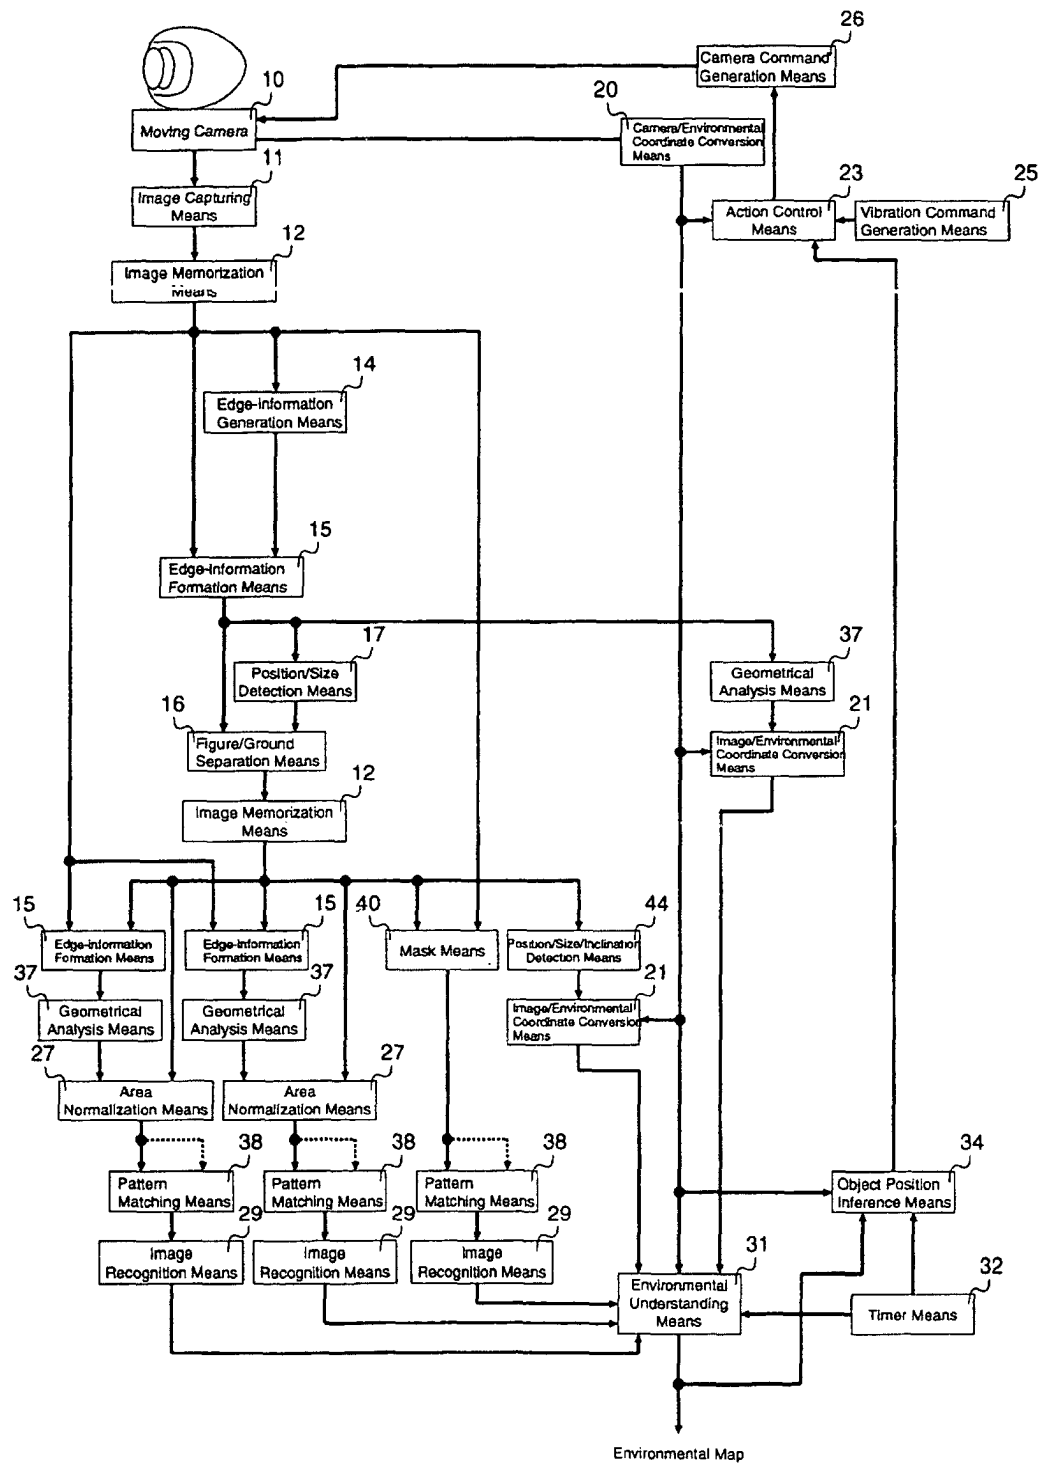 26
Camera Command
Generation Means
10
Moving Camera
20
Camera/Environmental
Coordinate Conversion
Means
11
Image Capturing
Means
23
Action Control
Means
25
Vibration Command
Generation Means
12
Image Memorization
Means
14
Edge-information
Generation Means
15
Edge-Information
Formation Means
17
Position/Size
Detection Means
37
Geometrical
Analysis Means
16
Figure/Ground
Separation Means
21
Image/Environmental
Coordinate Conversion
Means
12
Image Memorization
Means
15
Edge-information
Formation Means
15
Edge-Information
Formation Means
40
Mask Means
44
Position/Size/Inclination
Detection Means
37
Geometrical
Analysis Means
37
Geometrical
Analysis Means
21
Image/Environmental
Coordinate Conversion
Means
27
Area
Normalization Means
27
Area
Normalization Means
38
Pattern
Matching Means
38
Pattern
Matching Means
38
Pattern
Matching Means
34
Object Position
Inference Means
29
Image
Recognition Means
29
Image
Recognition Means
29
Image
Recognition Means
31
Environmental
Understanding
Means
32
Timer Means
Environmental Map